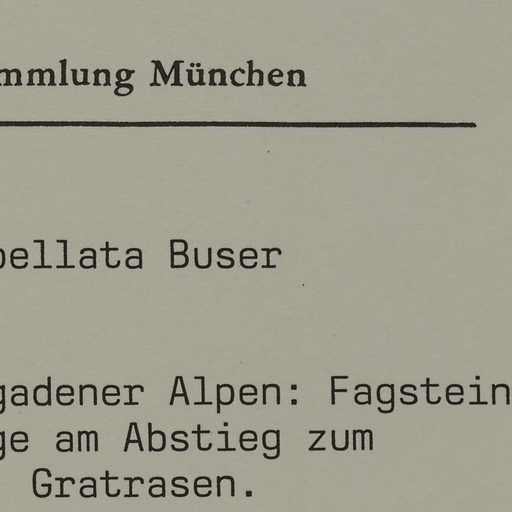 mmlung München
bellata Buser
gadener Alpen: Fagstein
ge am Abstieg zum
Gratrasen.